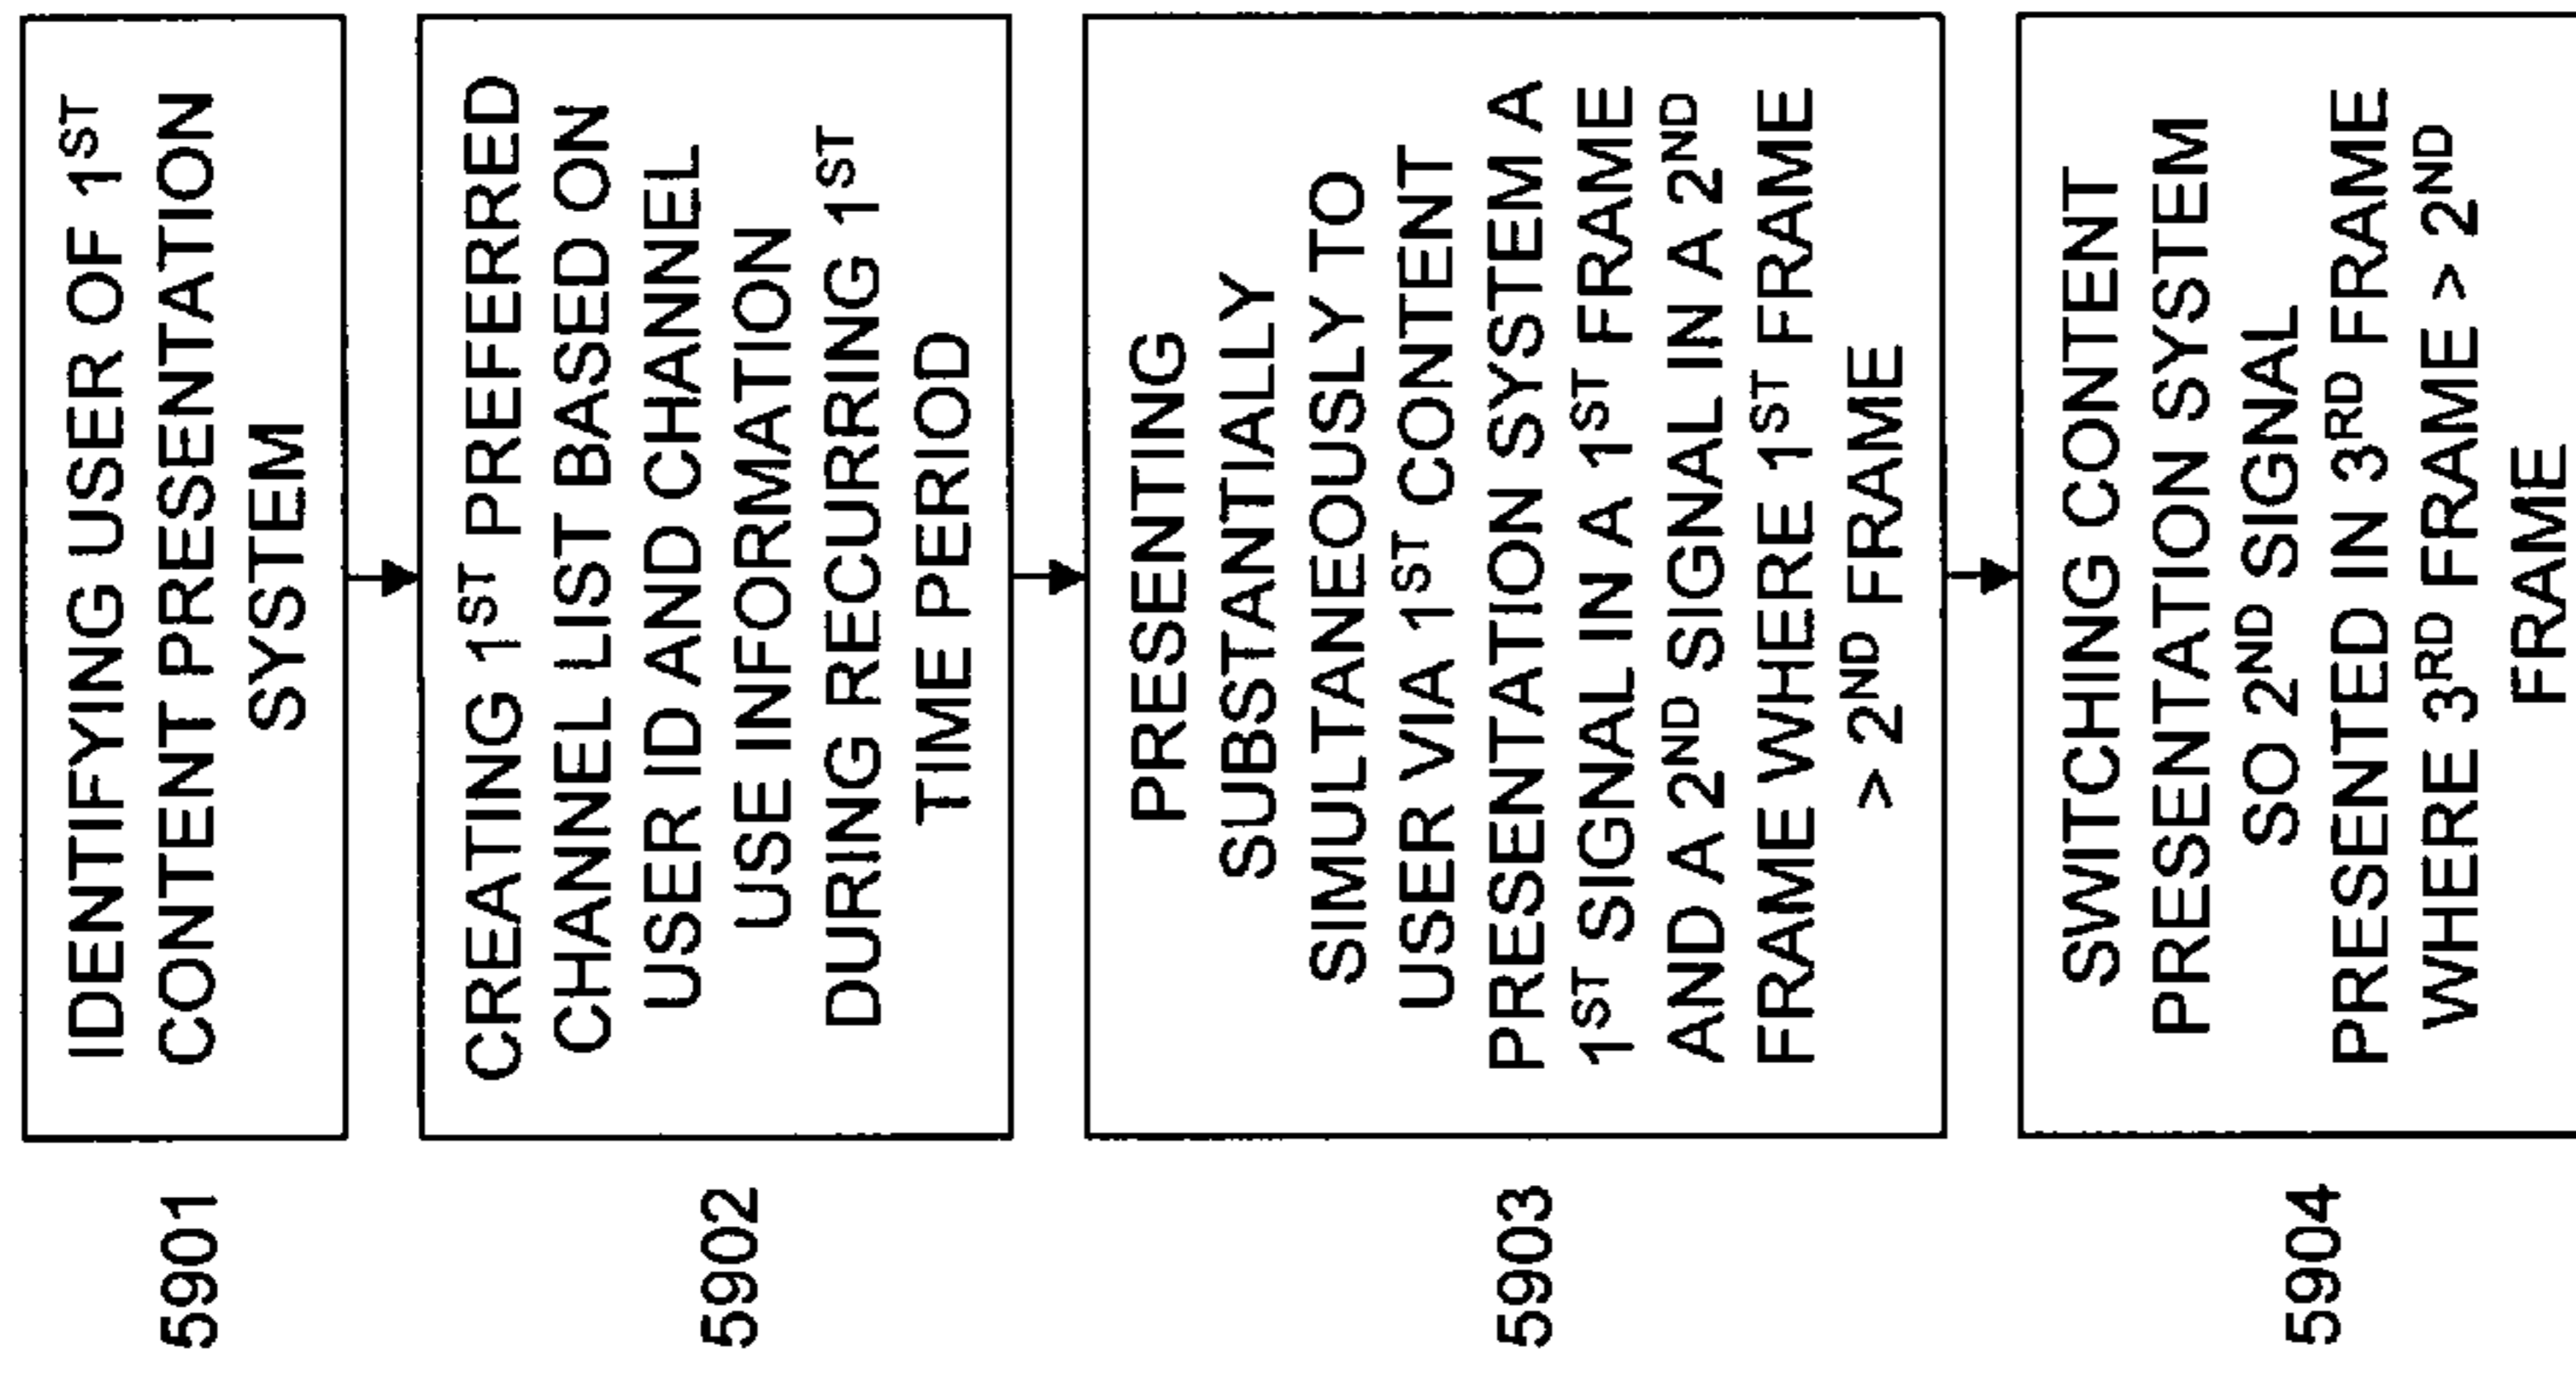 5901
IDENTIFYING USER OF 1ST
CONTENT PRESENTATION
SYSTEM
5902
CREATING 1ST PREFERRED
CHANNEL LIST BASED ON
USER ID AND CHANNEL
USE INFORMATION
DURING RECURRING 1ST
TIME PERIOD
5903
PRESENTING
SUBSTANTIALLY
SIMULTANEOUSLY TO
USER VIA 1ST CONTENT
PRESENTATION SYSTEM A
1ST SIGNAL IN A 1ST FRAME
AND A 2ND SIGNAL IN A 2ND
FRAME WHERE 1ST FRAME
> 2ND FRAME
5904
SWITCHING CONTENT
PRESENTATION SYSTEM
SO 2ND SIGNAL
PRESENTED IN 3RD FRAME
WHERE 3RD FRAME > 2ND
FRAME